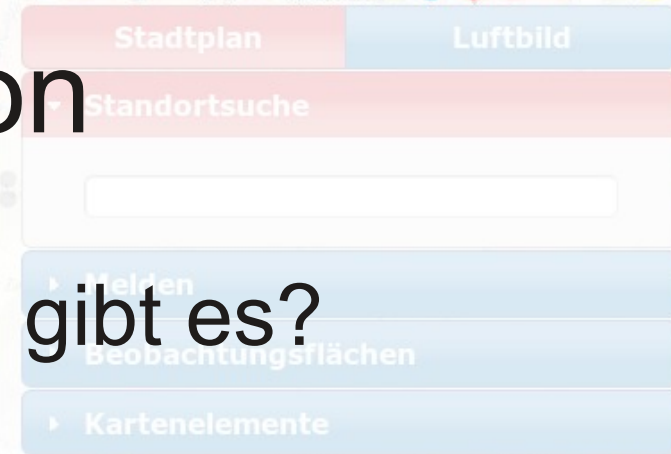 Stadtplan Luftbild
on
Standortsuche
Melden
gibt es?
Beobachtungsflächen
Kartenelemente